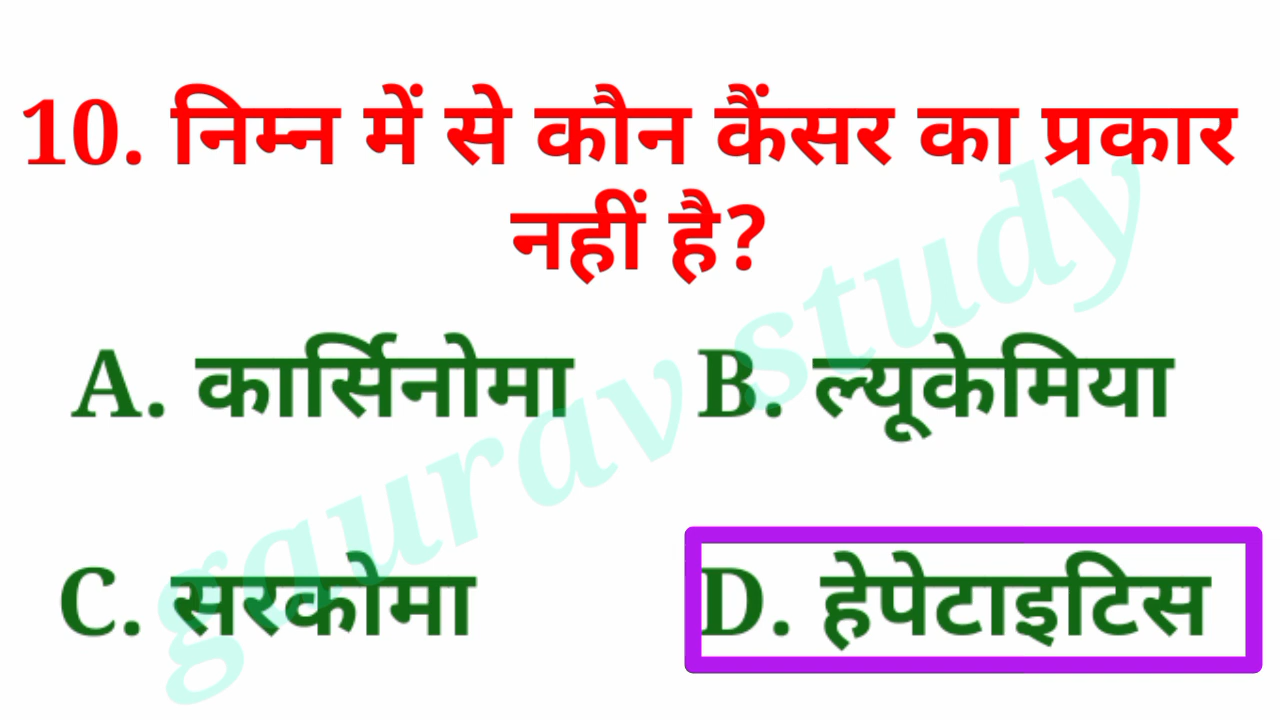 10. निम्न में से कौन कैंसर का प्रकार
नहीं है?
A. कार्सिनोमा B. ल्यूकेमिया
C. सरकोमा D. हेपेटाइटिस
gaurav study